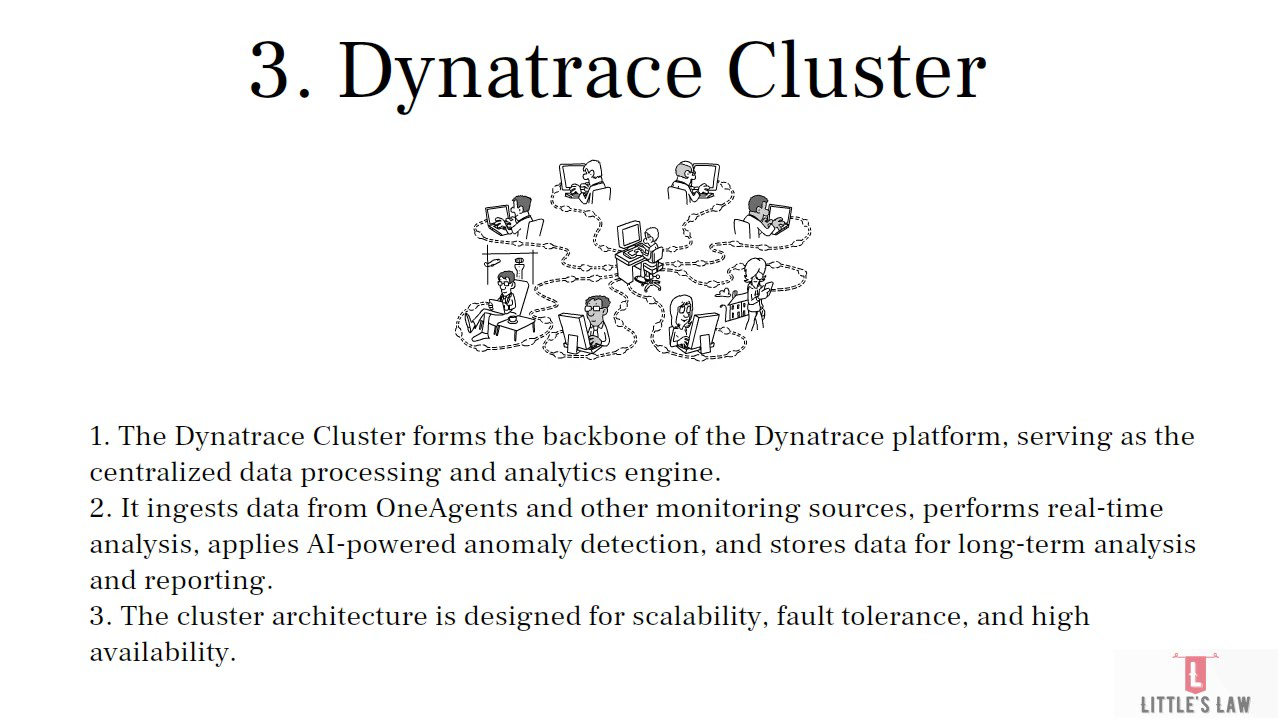 3. Dynatrace Cluster
1. The Dynatrace Cluster forms the backbone of the Dynatrace platform, serving as the
centralized data processing and analytics engine.
2. It ingests data from OneAgents and other monitoring sources, performs real-time
analysis, applies AI-powered anomaly detection, and stores data for long-term analysis
and reporting.
3. The cluster architecture is designed for scalability, fault tolerance, and high
availability.
L
LITTLE'S LAW